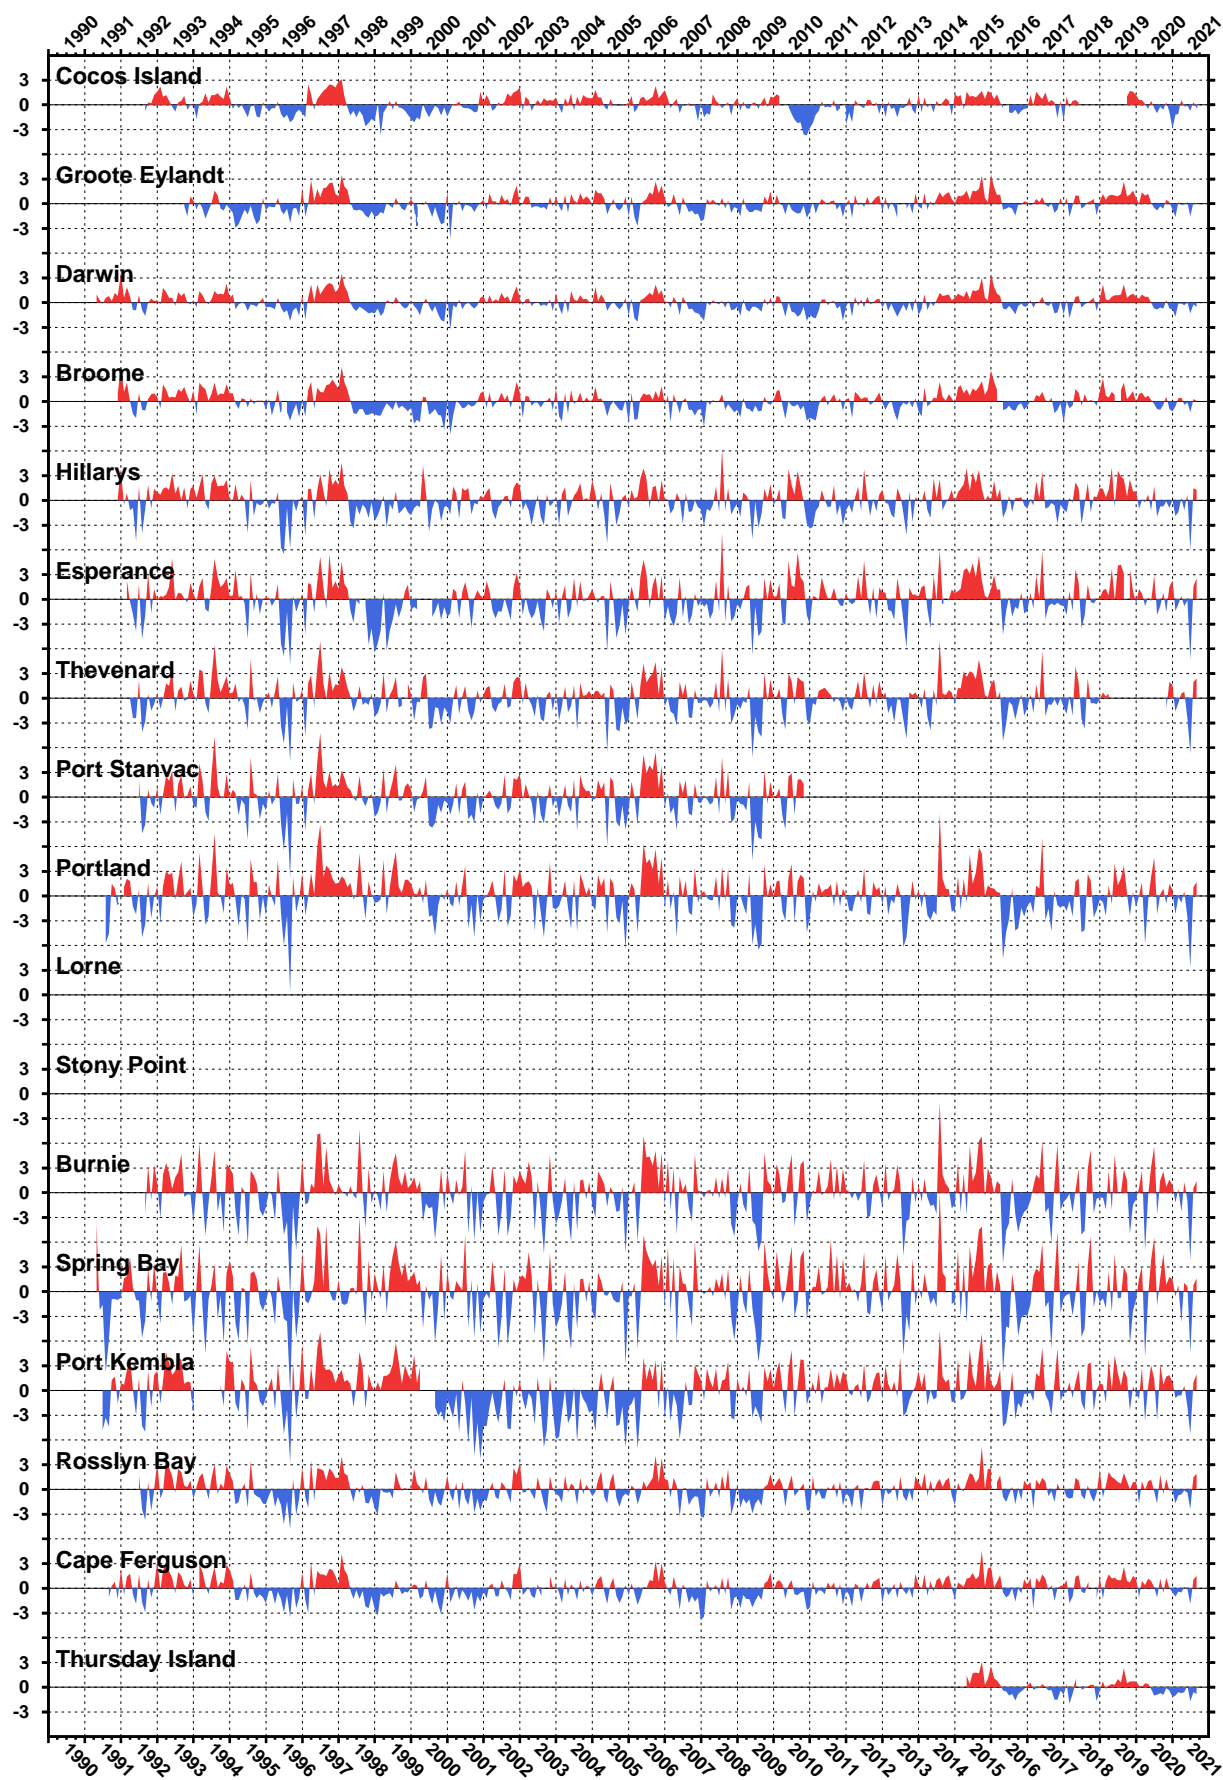 1990 1991 1992 1993 1994 1995 1996 1997 1998 1999 2000 2001 2002 2003 2004 2005 2006 2007 2008 2009 2010 2011 2012 2013 2014 2015 2016 2017 2018 2019 2020 2021
Cocos Island
3
0
-3
Groote Eylandt
3
0
-3
Darwin
3
0
-3
Broome
3
0
-3
Hillarys
3
0
-3
Esperance
3
0
-3
Thevenard
3
0
-3
Port Stanvac
3
0
-3
Portland
3
0
-3
Lorne
3
0
-3
Stony Point
3
0
-3
Burnie
3
0
-3
Spring Bay
3
0
-3
Port Kembla
3
0
-3
Rosslyn Bay
3
0
-3
Cape Ferguson
3
0
-3
Thursday Island
3
0
-3
1990 1991 1992 1993 1994 1995 1996 1997 1998 1999 2000 2001 2002 2003 2004 2005 2006 2007 2008 2009 2010 2011 2012 2013 2014 2015 2016 2017 2018 2019 2020 2021